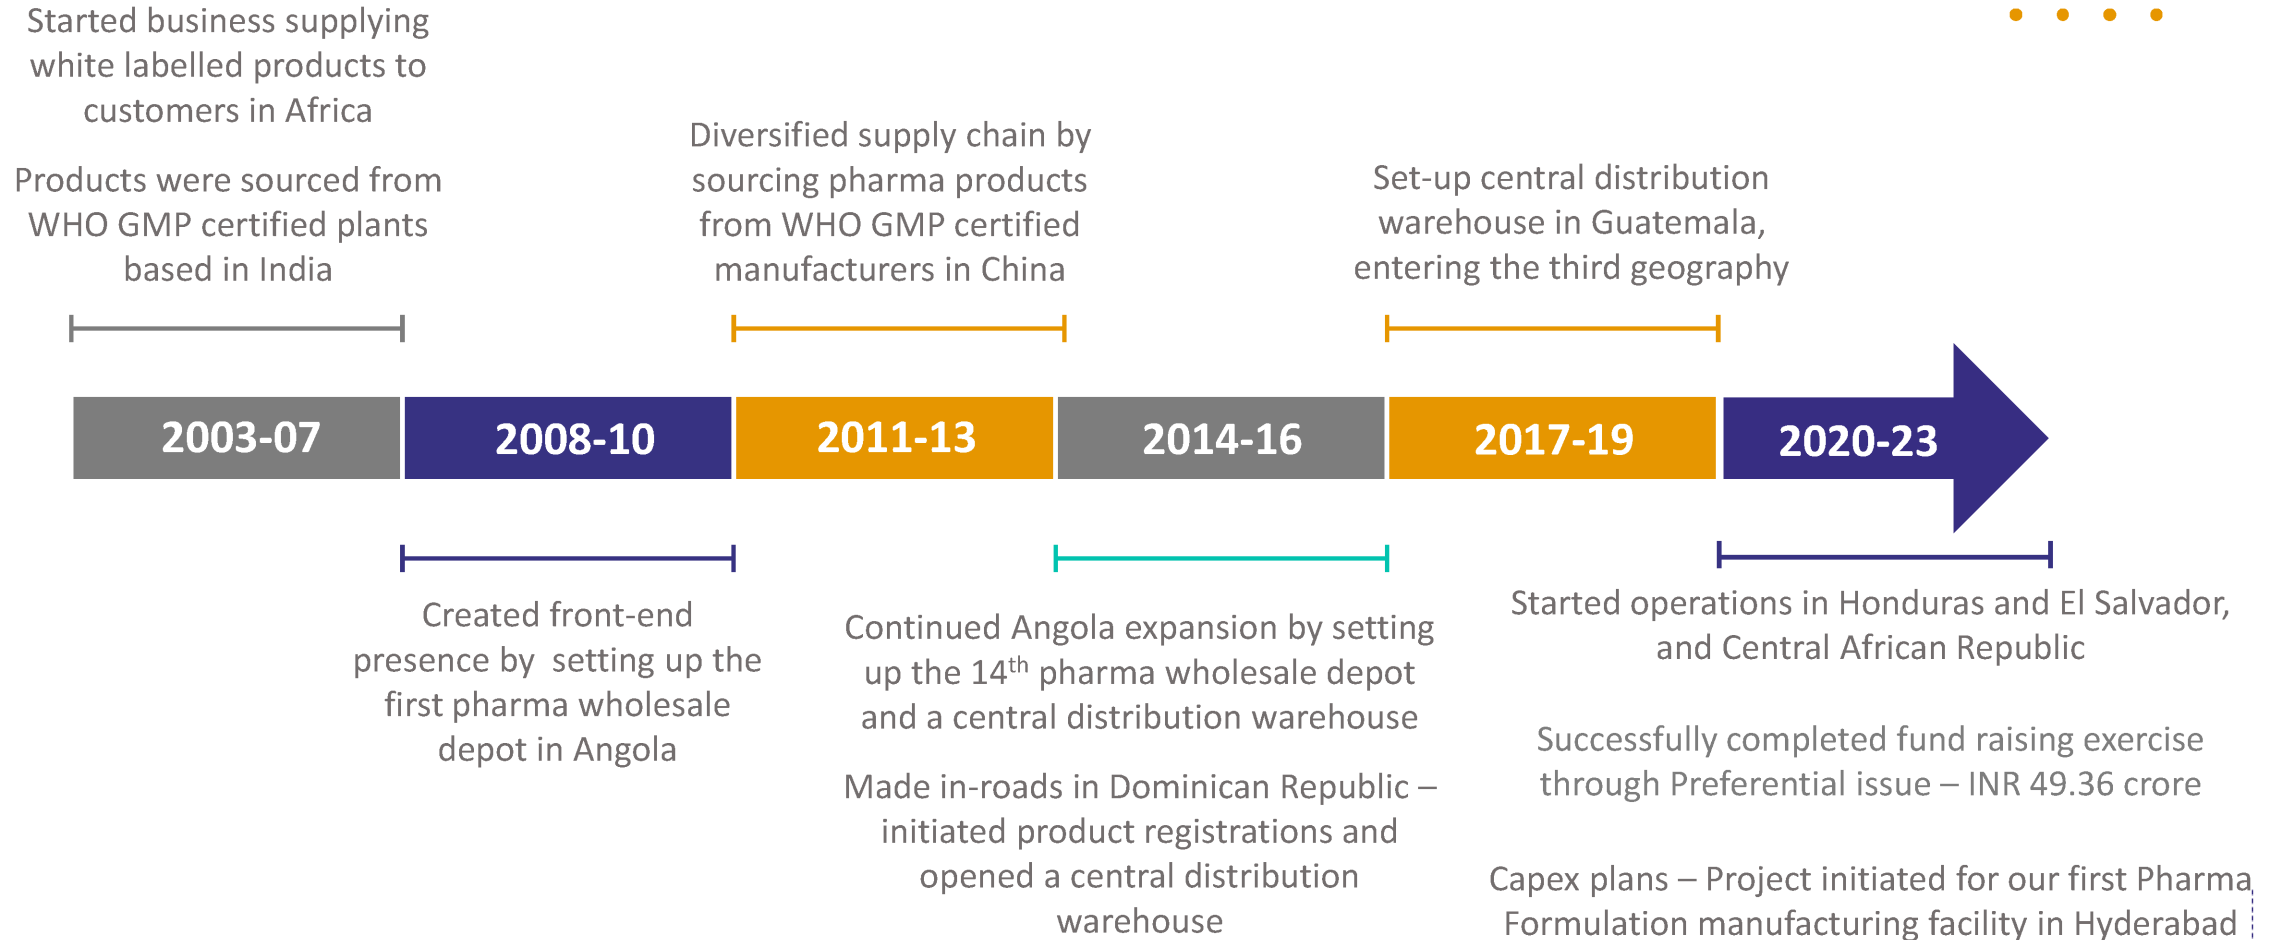 Started business supplying
white labelled products to
customers in Africa
Products were sourced from
WHO GMP certified plants
based in India
Diversified supply chain by
sourcing pharma products
from WHO GMP certified
manufacturers in China
Set-up central distribution
warehouse in Guatemala,
entering the third geography
2003-07
2008-10
2011-13
2014-16
2017-19
2020-23
Created front-end
presence by  setting up the
first pharma wholesale
depot in Angola
Continued Angola expansion by setting
up the 14th pharma wholesale depot
and a central distribution warehouse
Made in-roads in Dominican Republic –
initiated product registrations and
opened a central distribution
warehouse
Started operations in Honduras and El Salvador,
and Central African Republic
Successfully completed fund raising exercise
through Preferential issue – INR 49.36 crore
Capex plans – Project initiated for our first Pharma
Formulation manufacturing facility in Hyderabad